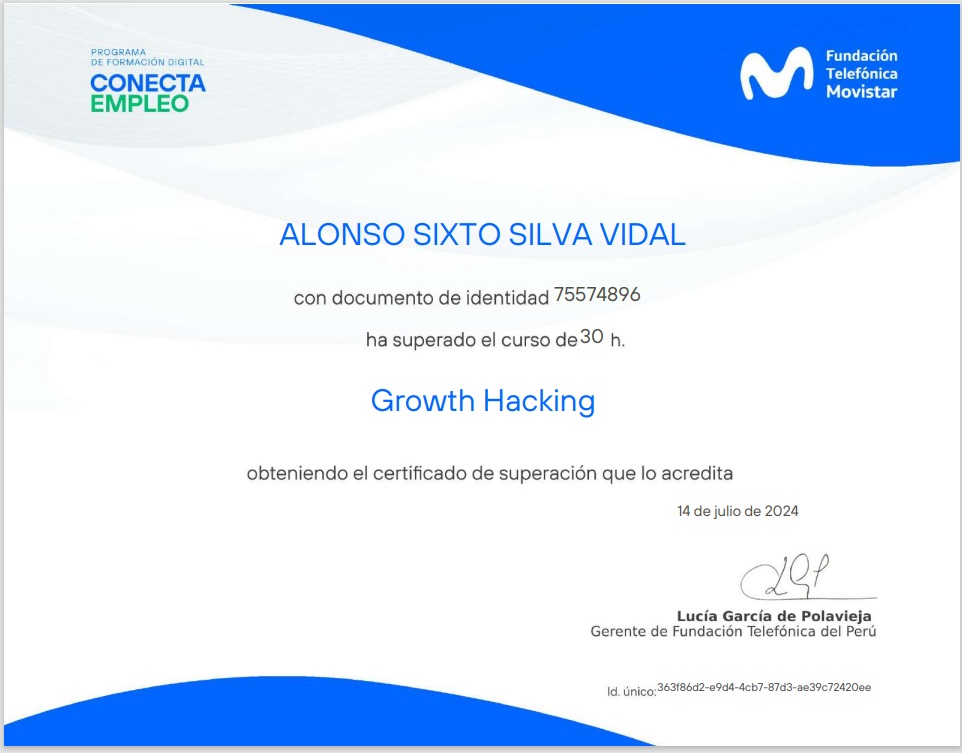 PROGRAMA
DE FORMACIÓN DIGITAL
CONECTA
EMPLEO
Fundación
Telefónica
Movistar
ALONSO SIXTO SILVA VIDAL
con documento de identidad 75574896
ha superado el curso de 30 h.
Growth Hacking
obteniendo el certificado de superación que lo acredita
14 de julio de 2024
Lucía García de Polavieja
Gerente de Fundación Telefónica del Perú
Id. único:363f86d2-e9d4-4cb7-87d3-ae39c72420ee